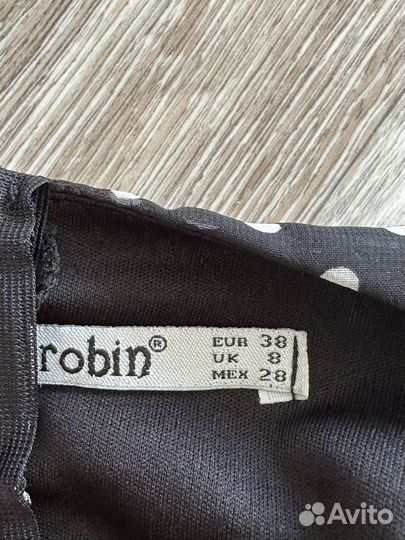 robin®
EUR 38
UK 8
MEX 28
Avito